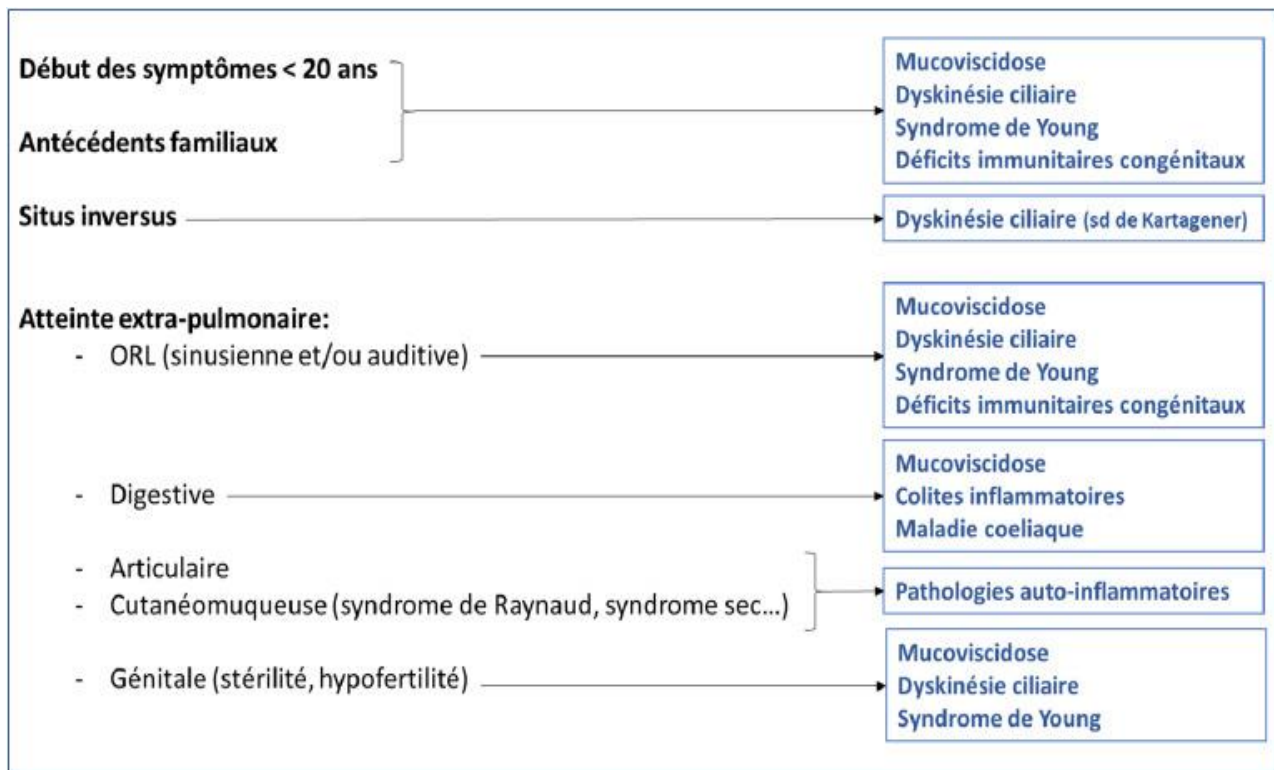 Début des symptômes < 20 ans
Antécédents familiaux
Mucoviscidose
Dyskinésie ciliaire
Syndrome de Young
Déficits immunitaires congénitaux
Situs inversus
Dyskinésie ciliaire (sd de Kartagener)
Atteinte extra-pulmonaire:
- ORL (sinusienne et/ou auditive)
Mucoviscidose
Dyskinésie ciliaire
Syndrome de Young
Déficits immunitaires congénitaux
- Digestive
Mucoviscidose
Colites inflammatoires
Maladie coeliaque
- Articulaire
- Cutanéomuqueuse (syndrome de Raynaud, syndrome sec...)
Pathologies auto-inflammatoires
- Génitale (stérilité, hypofertilité)
Mucoviscidose
Dyskinésie ciliaire
Syndrome de Young